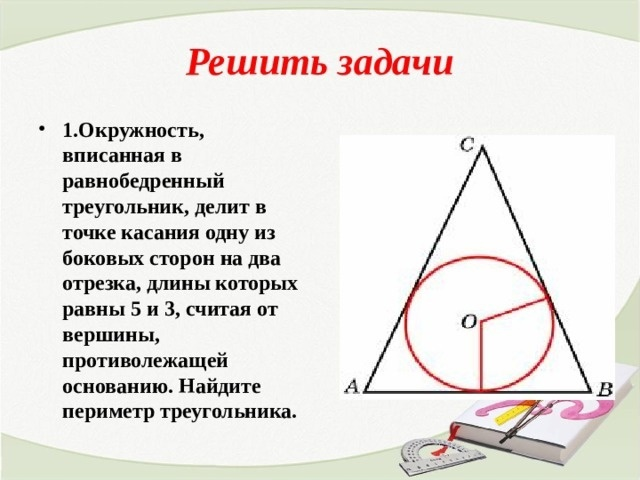 Решить задачи
• 1.Окружность,
вписанная в
равнобедренный
треугольник, делит в
точке касания одну из
боковых сторон на два
отрезка, длины которых
равны 5 и 3, считая от
вершины,
противолежащей
основанию. Найдите
периметр треугольника.
C
O
A
B